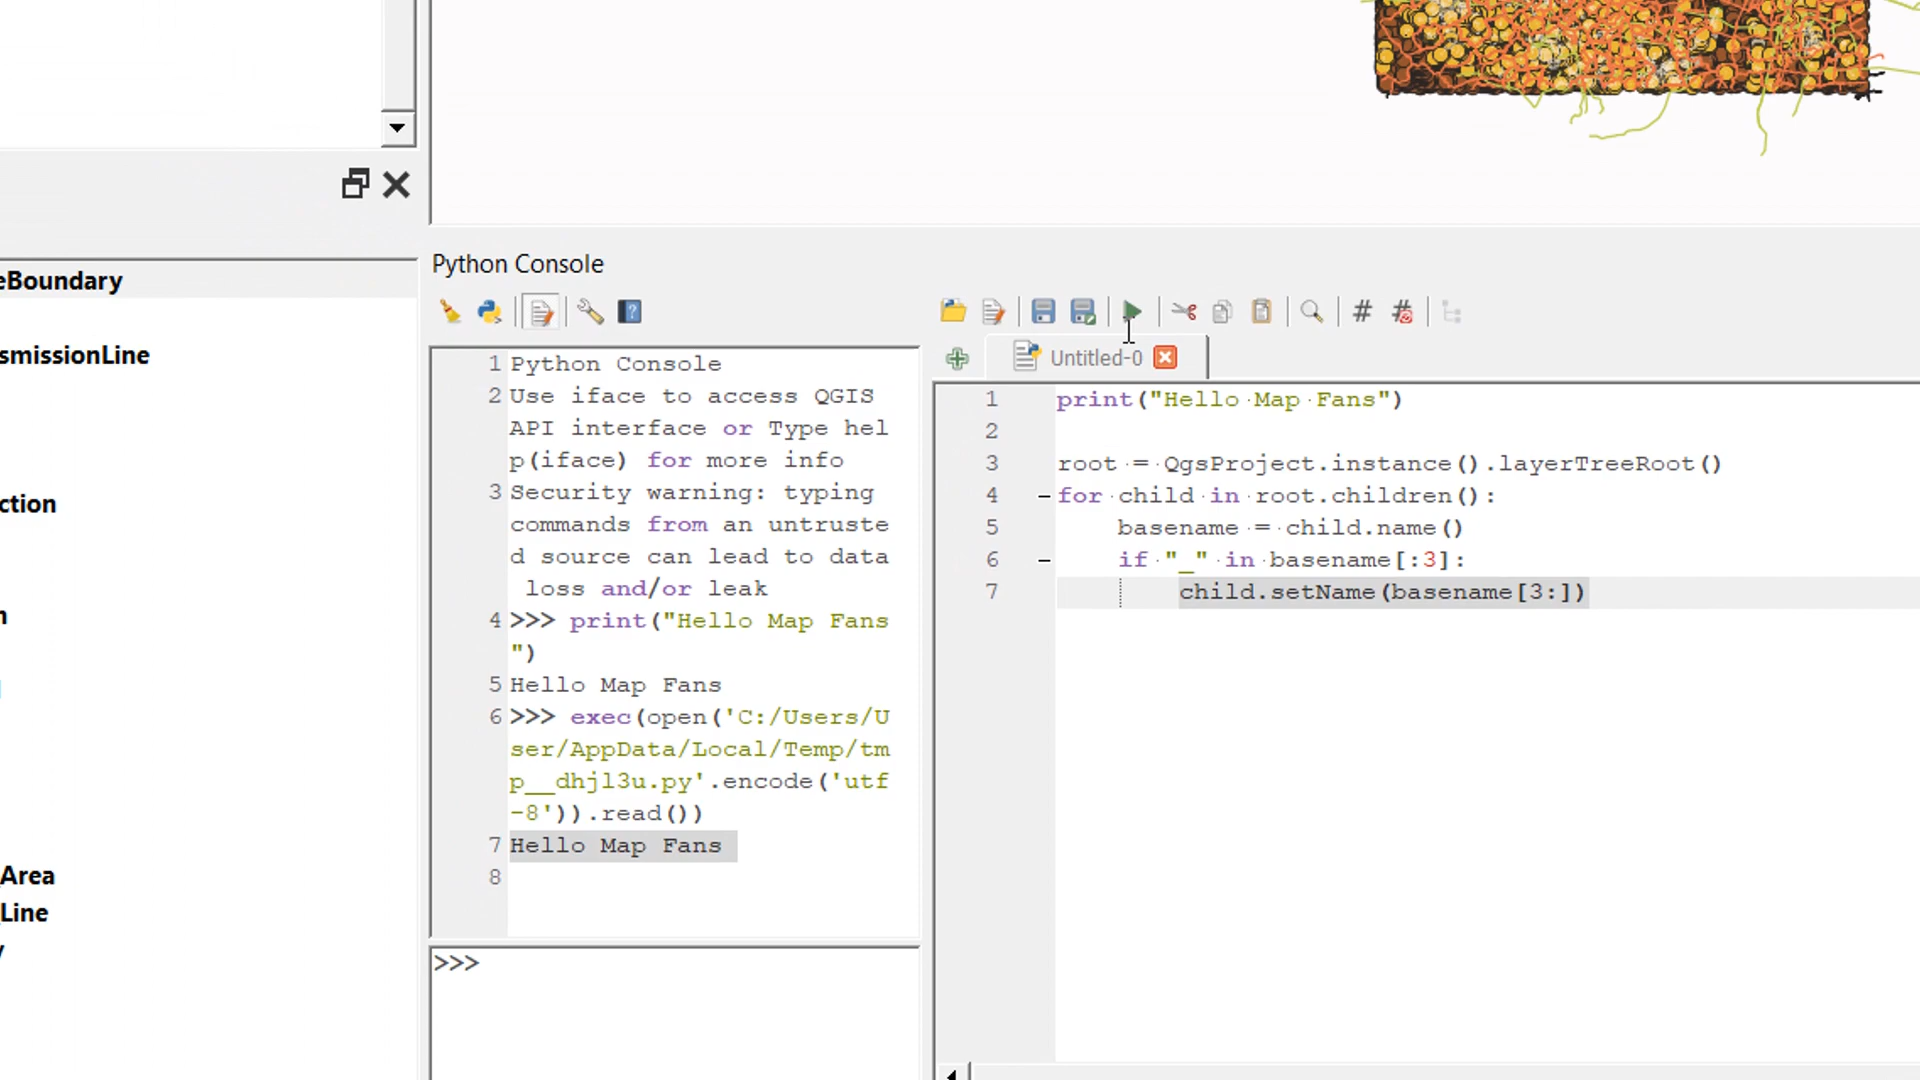 eBoundary
smissionLine
ction
n
Area
Line
y
Python Console
1 Python Console
2 Use iface to access QGIS
API interface or Type hel
p(iface) for more info
3 Security warning: typing
commands from an untruste
d source can lead to data
loss and/or leak
4 >>> print("Hello Map Fans
")
5 Hello Map Fans
6 >>> exec(open('C:/Users/U
ser/AppData/Local/Temp/tm
p__dhjl3u.py'.encode('utf
-8')).read())
7 Hello Map Fans
8
>>>
Untitled-0
1 print("Hello Map Fans")
2
3 root = QgsProject.instance().layerTreeRoot()
4 for child in root.children():
5 basename = child.name()
6 if "_" in basename[:3]:
7 child.setName(basename[3:])